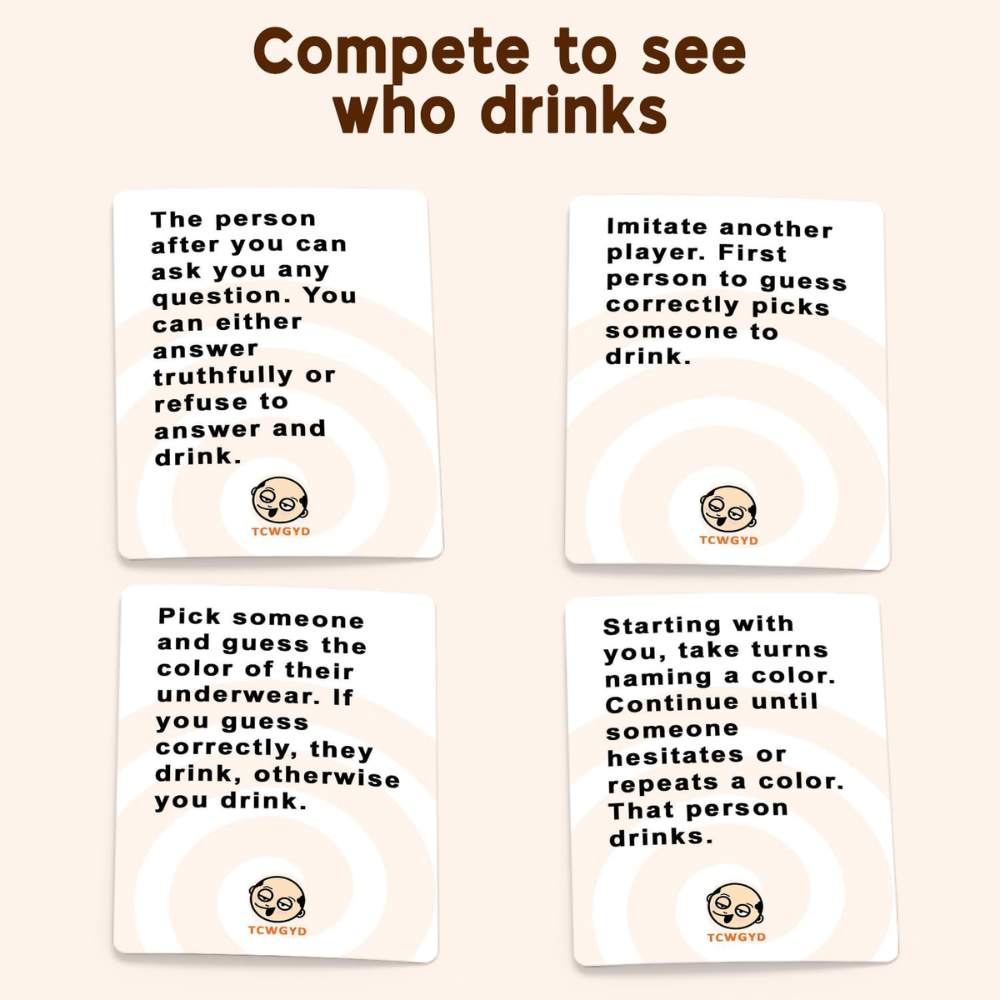 Compete to see
who drinks
The person
after you can
ask you any
question. You
can either
answer
truthfully or
refuse to
answer and
drink.
TCWGYD
Imitate another
player. First
person to guess
correctly picks
someone to
drink.
TCWGYD
Pick someone
and guess the
color of their
underwear. If
you guess
correctly, they
drink, otherwise
you drink.
TCWGYD
Starting with
you, take turns
naming a color.
Continue until
someone
hesitates or
repeats a color.
That person
drinks.
TCWGYD